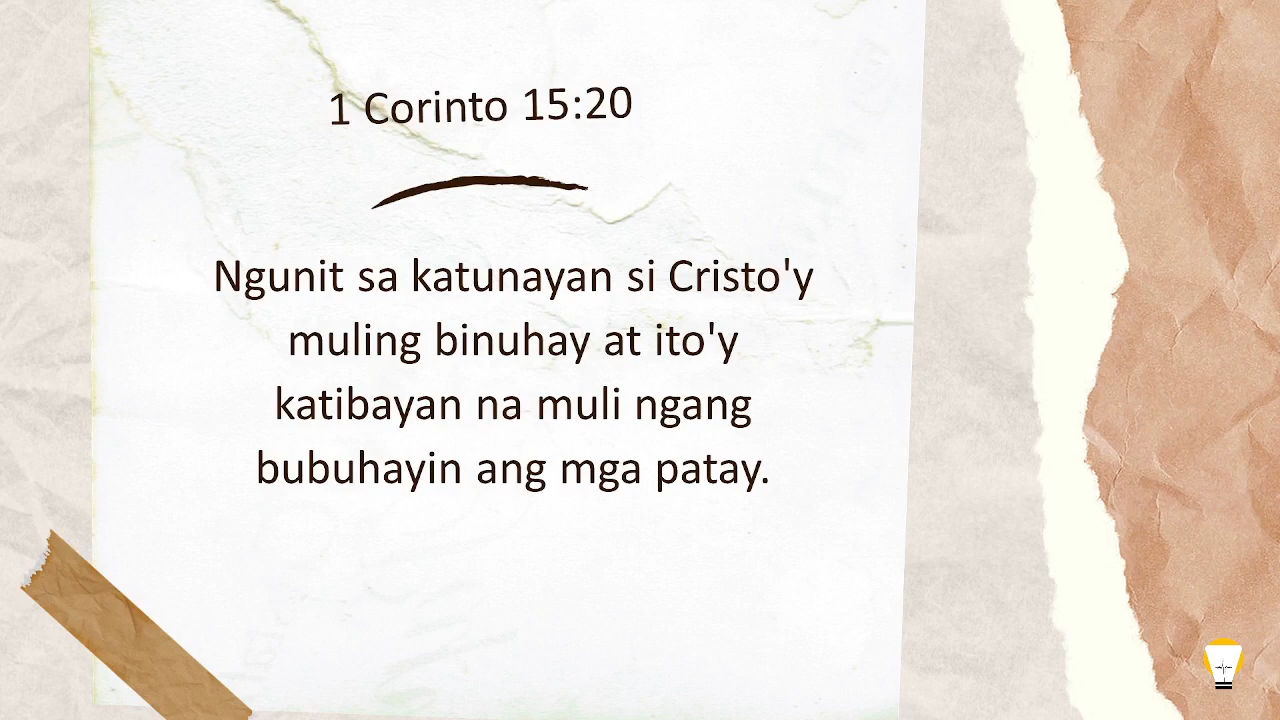 1 Corinto 15:20
Ngunit sa katunayan si Cristo'y
muling binuhay at ito'y
katibayan na muli ngang
bubuhayin ang mga patay.